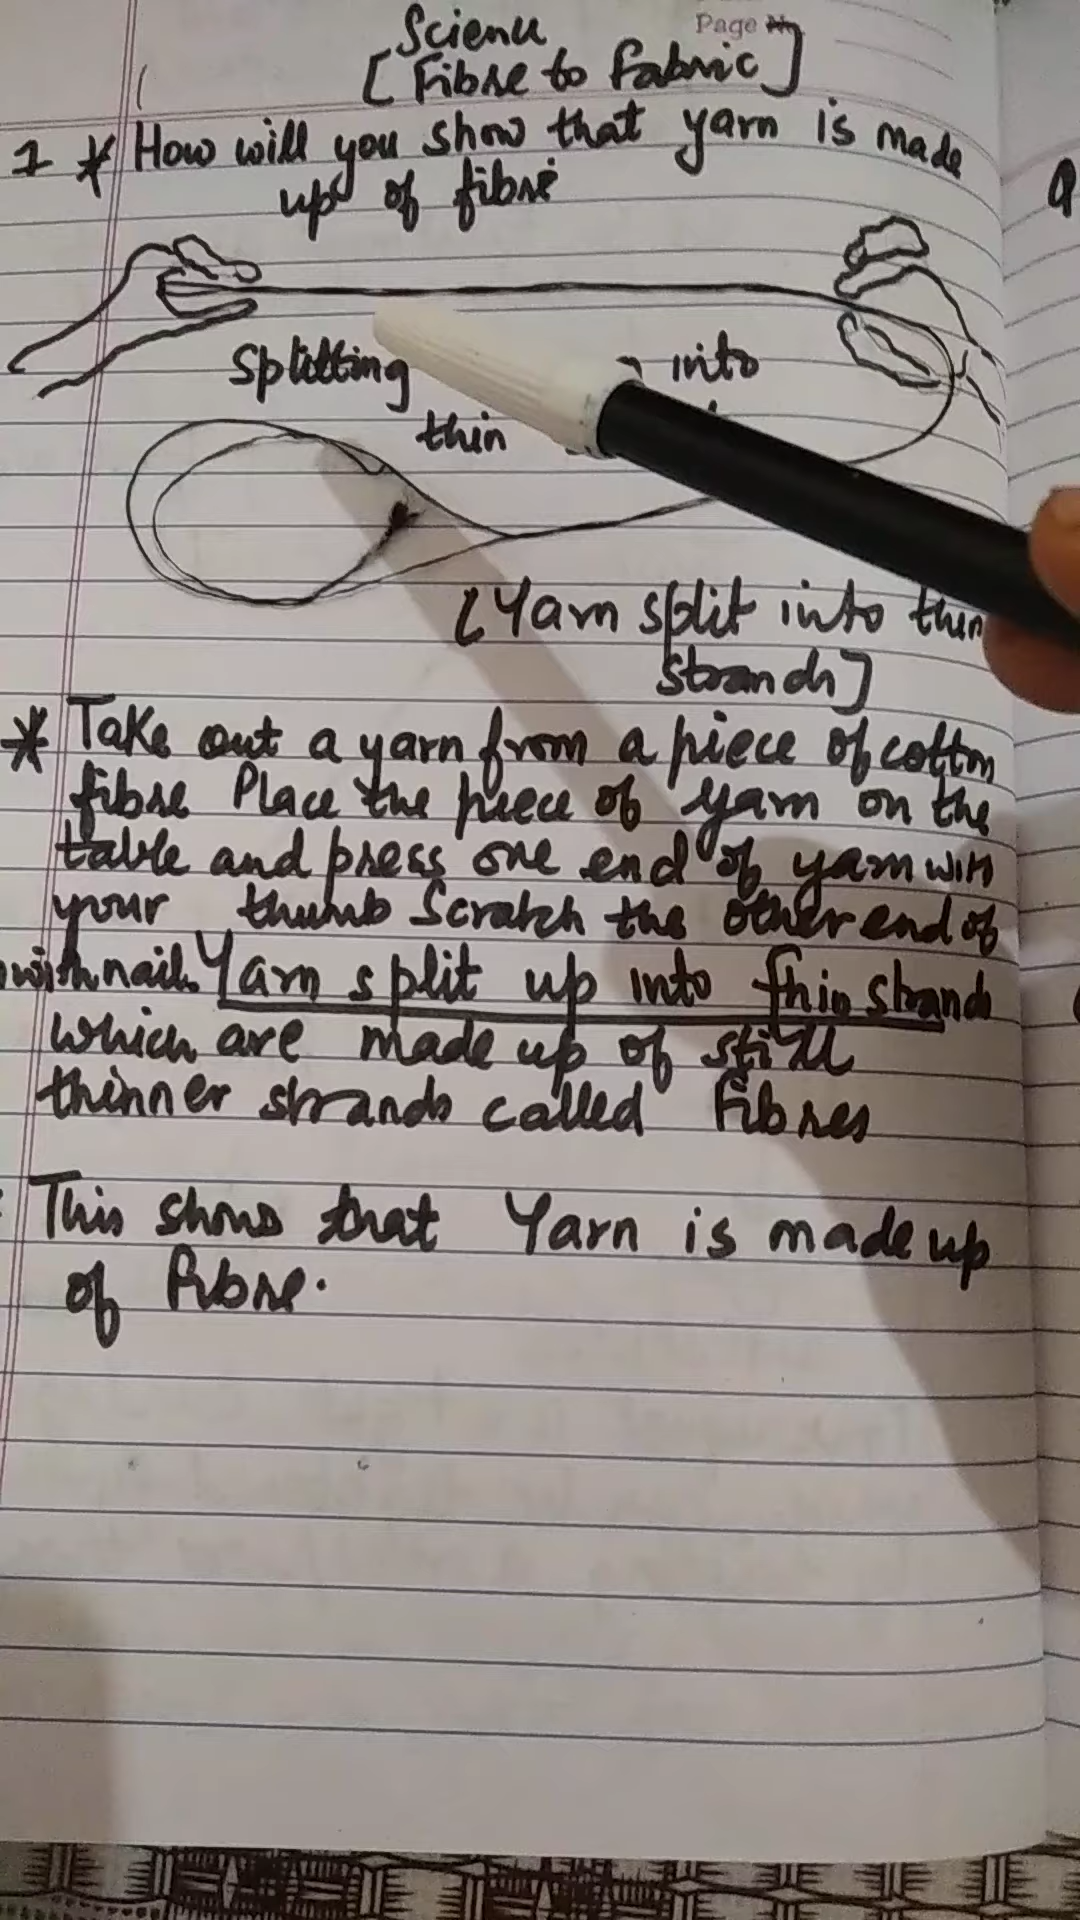 Science
Page No
[Fibre to fabric]
1 * How will you show that yarn is made
up of fibre
Splitting into
thin
[Yarn split into thin
strands]
* Take out a yarn from a piece of cotton
fibre Place the piece of yarn on the
table and press one end of yarn with
your thumb Scratch the other end of
with nail. Yarn split up into thin strands
which are made up of still
thinner strands called fibres
This shows that Yarn is made up
of fibre.